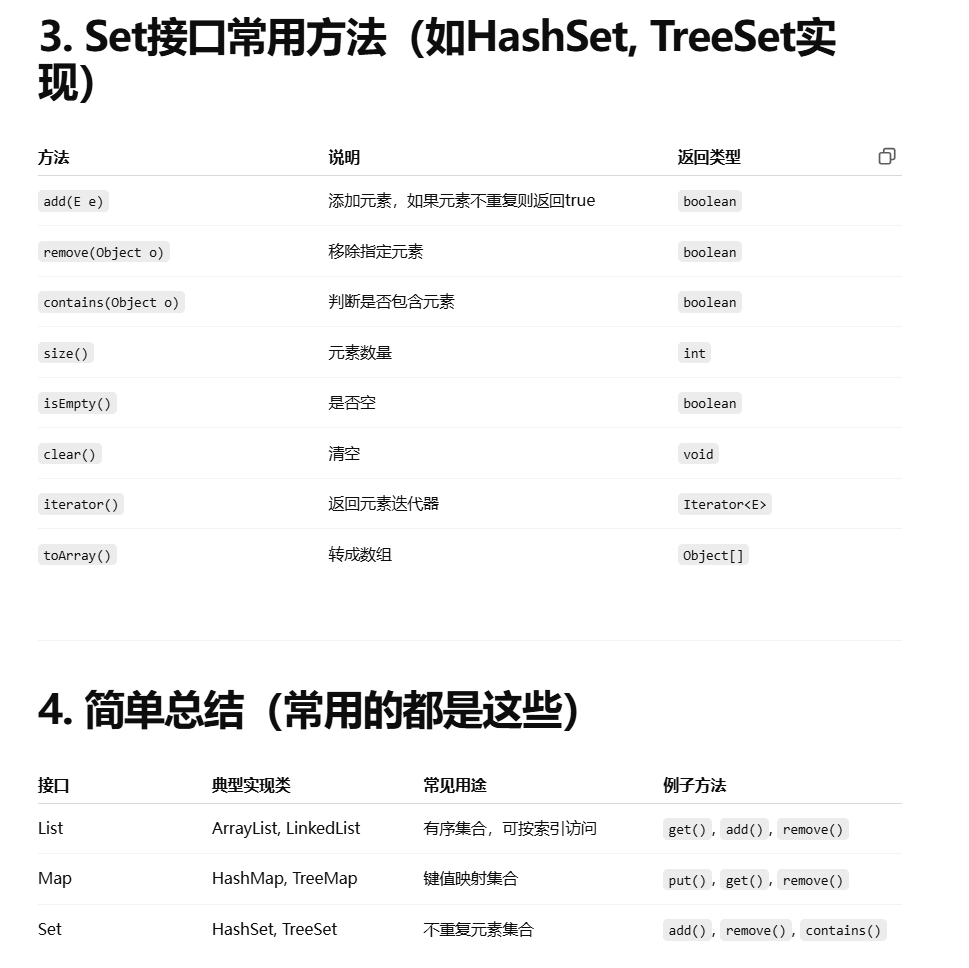 3. Set接口常用方法（如HashSet, TreeSet实
现）
方法 说明 返回类型
add(E e) 添加元素，如果元素不重复则返回true boolean
remove(Object o) 移除指定元素 boolean
contains(Object o) 判断是否包含元素 boolean
size() 元素数量 int
isEmpty() 是否空 boolean
clear() 清空 void
iterator() 返回元素迭代器 Iterator<E>
toArray() 转成数组 Object[]
4. 简单总结（常用的都是这些）
接口 典型实现类 常见用途 例子方法
List ArrayList, LinkedList 有序集合，可按索引访问 get(), add(), remove()
Map HashMap, TreeMap 键值映射集合 put(), get(), remove()
Set HashSet, TreeSet 不重复元素集合 add(), remove(), contains()